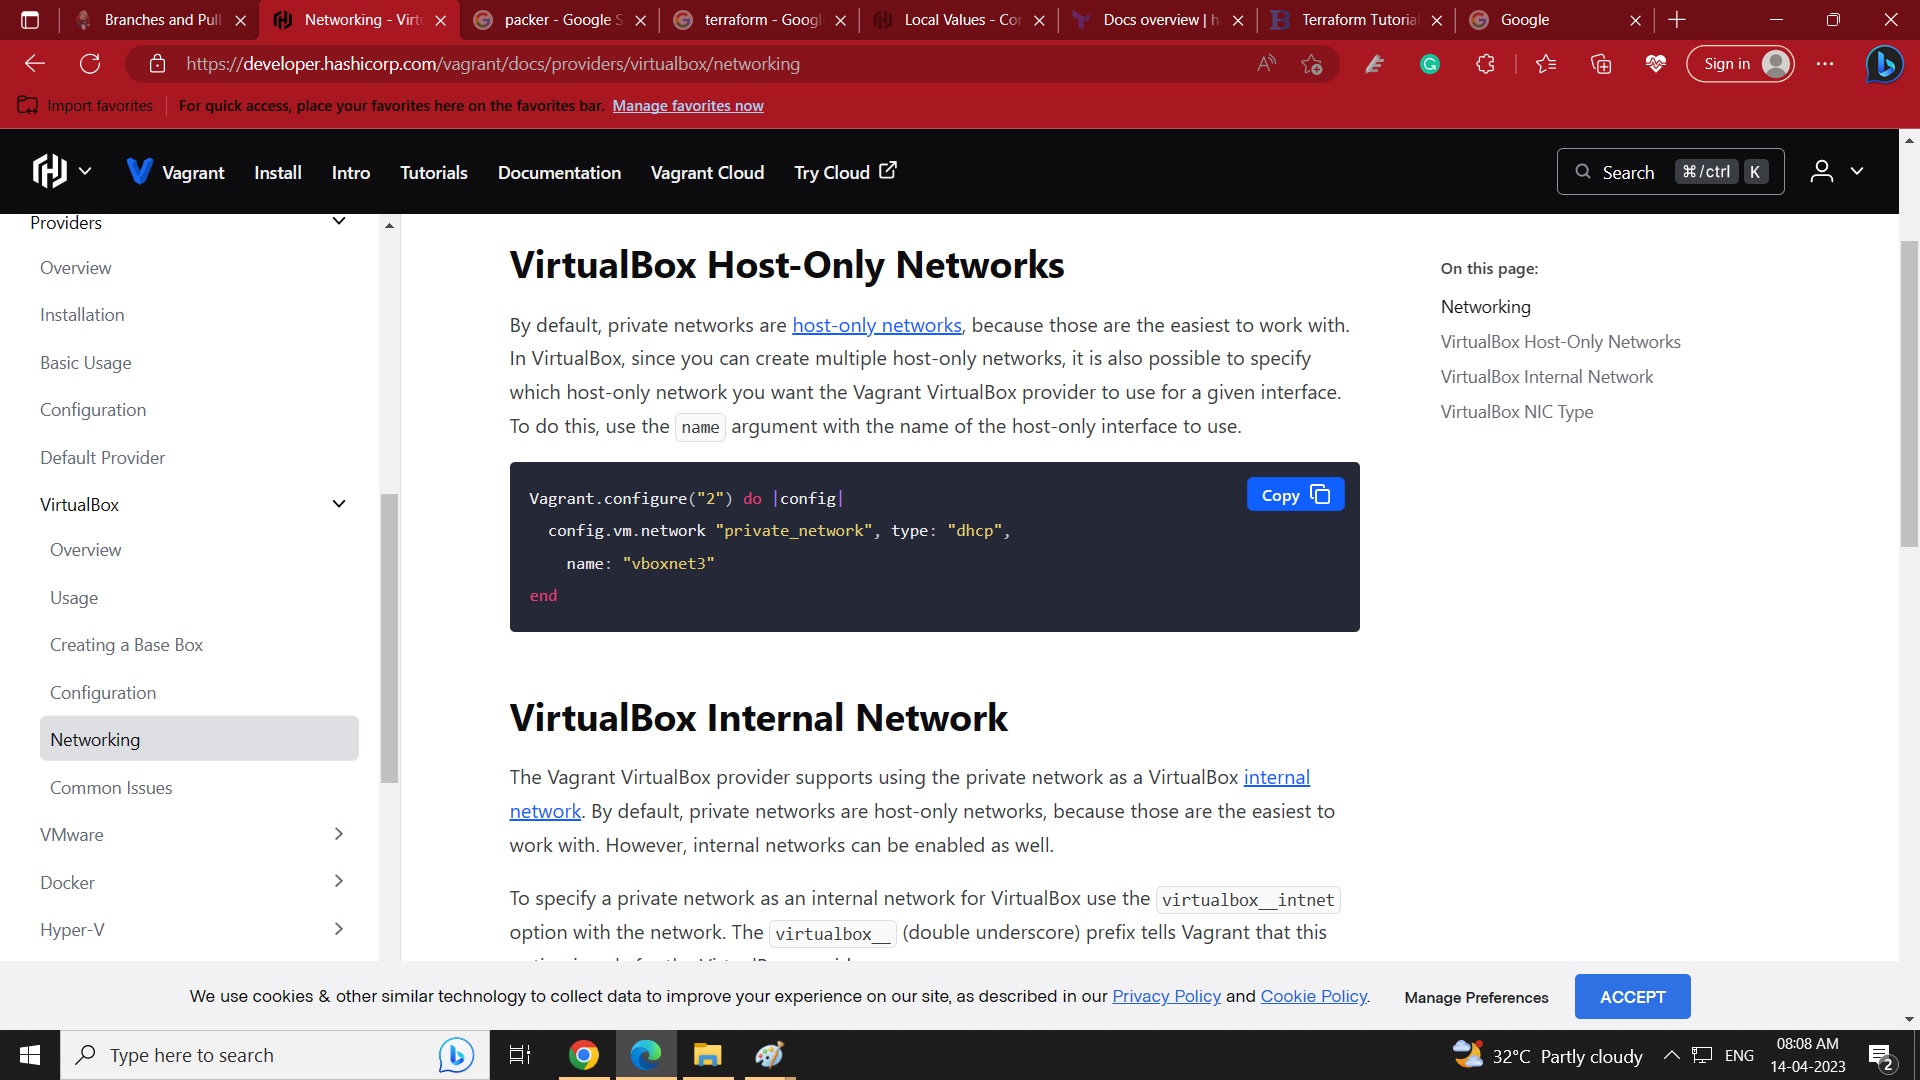 Branches and Pull
Networking - Virtu
packer - Google S
terraform - Googl
Local Values - Cor
Docs overview | h
Terraform Tutorial
Google
https://developer.hashicorp.com/vagrant/docs/providers/virtualbox/networking
Sign in
Import favorites
For quick access, place your favorites here on the favorites bar. Manage favorites now
Vagrant
Install
Intro
Tutorials
Documentation
Vagrant Cloud
Try Cloud
Search
⌘/ctrl
K
Providers
Overview
Installation
Basic Usage
Configuration
Default Provider
VirtualBox
Overview
Usage
Creating a Base Box
Configuration
Networking
Common Issues
VMware
Docker
Hyper-V
VirtualBox Host-Only Networks
By default, private networks are host-only networks, because those are the easiest to work with.
In VirtualBox, since you can create multiple host-only networks, it is also possible to specify
which host-only network you want the Vagrant VirtualBox provider to use for a given interface.
To do this, use the name argument with the name of the host-only interface to use.
Copy
Vagrant.configure("2") do |config|
config.vm.network "private_network", type: "dhcp",
name: "vboxnet3"
end
VirtualBox Internal Network
The Vagrant VirtualBox provider supports using the private network as a VirtualBox internal
network. By default, private networks are host-only networks, because those are the easiest to
work with. However, internal networks can be enabled as well.
To specify a private network as an internal network for VirtualBox use the virtualbox__intnet
option with the network. The virtualbox__ (double underscore) prefix tells Vagrant that this
On this page:
Networking
VirtualBox Host-Only Networks
VirtualBox Internal Network
VirtualBox NIC Type
We use cookies & other similar technology to collect data to improve your experience on our site, as described in our Privacy Policy and Cookie Policy.
Manage Preferences
ACCEPT
Type here to search
32°C Partly cloudy
ENG
08:08 AM
14-04-2023
2